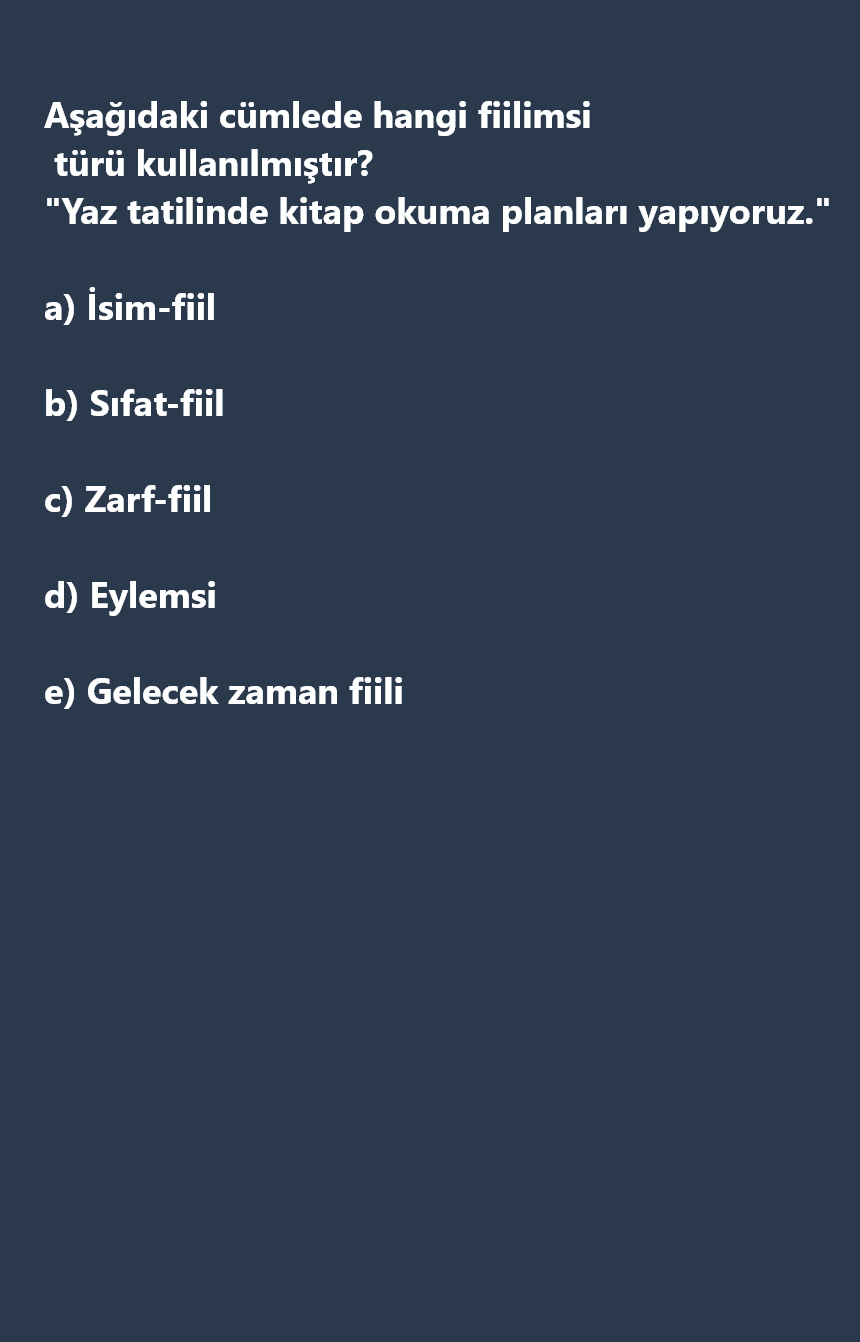 Aşağıdaki cümlede hangi fiilimsi
türü kullanılmıştır?
"Yaz tatilinde kitap okuma planları yapıyoruz."
a) İsim-fiil
b) Sıfat-fiil
c) Zarf-fiil
d) Eylemsi
e) Gelecek zaman fiili